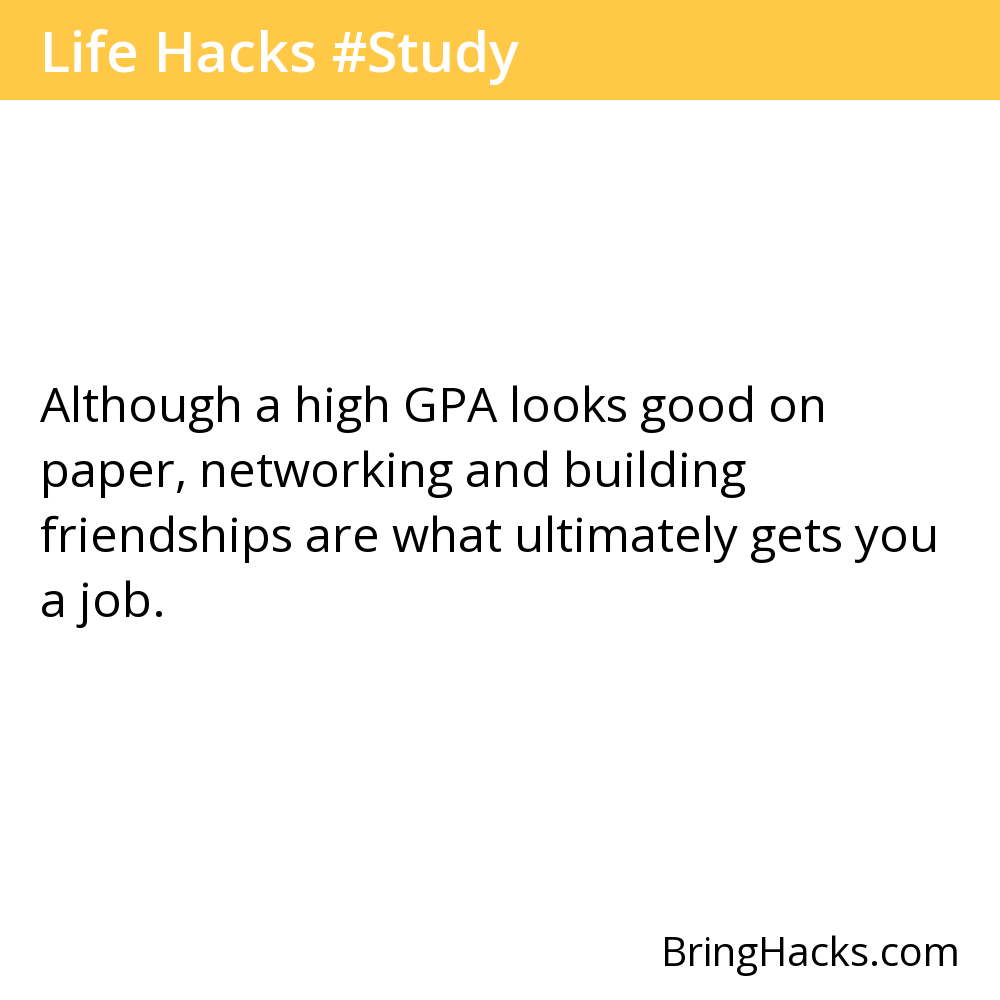 Life Hacks #Study
Although a high GPA looks good on
paper, networking and building
friendships are what ultimately gets you
a job.
BringHacks.com